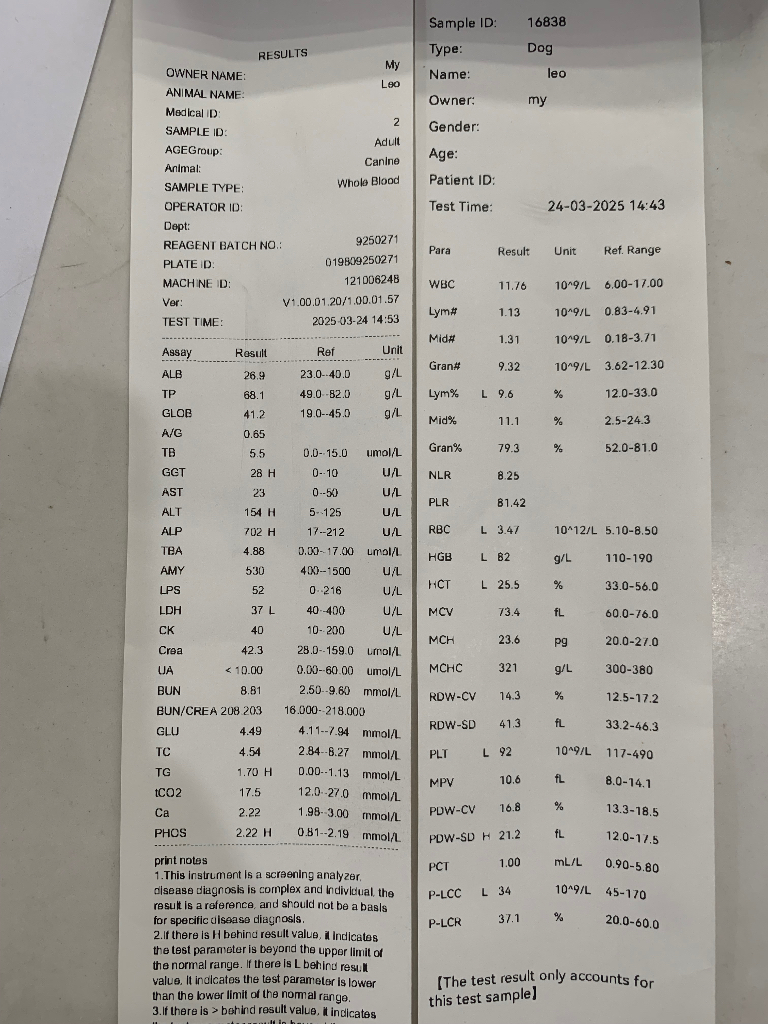 RESULTS
OWNER NAME: My
ANIMAL NAME: Leo
Medical ID:
SAMPLE ID: 2
AGEGroup: Adult
Animal: Canine
SAMPLE TYPE: Whole Blood
OPERATOR ID:
Dept:
REAGENT BATCH NO.: 9250271
PLATE ID: 019809250271
MACHINE ID: 121006248
Ver: V1.00.01.20/1.00.01.57
TEST TIME: 2025-03-24 14:53
Assay Result Ref Unit
ALB 26.9 23.0--40.0 g/L
TP 68.1 49.0--82.0 g/L
GLOB 41.2 19.0--45.0 g/L
A/G 0.65
TB 5.5 0.0--15.0 umol/L
GGT 28 H 0--10 U/L
AST 23 0--50 U/L
ALT 154 H 5--125 U/L
ALP 702 H 17--212 U/L
TBA 4.88 0.00--17.00 umol/L
AMY 530 400--1500 U/L
LPS 52 0--216 U/L
LDH 37 L 40--400 U/L
CK 40 10--200 U/L
Crea 42.3 28.0--159.0 umol/L
UA < 10.00 0.00--60.00 umol/L
BUN 8.81 2.50--9.60 mmol/L
BUN/CREA 208.203 16.000--218.000
GLU 4.49 4.11--7.94 mmol/L
TC 4.54 2.84--8.27 mmol/L
TG 1.70 H 0.00--1.13 mmol/L
tCO2 17.5 12.0--27.0 mmol/L
Ca 2.22 1.98--3.00 mmol/L
PHOS 2.22 H 0.81--2.19 mmol/L
print notes
1.This instrument is a screening analyzer,
disease diagnosis is complex and individual, the
result is a reference, and should not be a basis
for specific disease diagnosis.
2.If there is H behind result value, it indicates
the test parameter is beyond the upper limit of
the normal range. If there is L behind result
value, It indicates the test parameter is lower
than the lower limit of the normal range.
3.If there is > behind result value, it indicates
Sample ID: 16838
Type: Dog
Name: leo
Owner: my
Gender:
Age:
Patient ID:
Test Time: 24-03-2025 14:43
Para Result Unit Ref. Range
WBC 11.76 10^9/L 6.00-17.00
Lym# 1.13 10^9/L 0.83-4.91
Mid# 1.31 10^9/L 0.18-3.71
Gran# 9.32 10^9/L 3.62-12.30
Lym% L 9.6 % 12.0-33.0
Mid% 11.1 % 2.5-24.3
Gran% 79.3 % 52.0-81.0
NLR 8.25
PLR 81.42
RBC L 3.47 10^12/L 5.10-8.50
HGB L 82 g/L 110-190
HCT L 25.5 % 33.0-56.0
MCV 73.4 fL 60.0-76.0
MCH 23.6 pg 20.0-27.0
MCHC 321 g/L 300-380
RDW-CV 14.3 % 12.5-17.2
RDW-SD 41.3 fL 33.2-46.3
PLT L 92 10^9/L 117-490
MPV 10.6 fL 8.0-14.1
PDW-CV 16.8 % 13.3-18.5
PDW-SD H 21.2 fL 12.0-17.5
PCT 1.00 mL/L 0.90-5.80
P-LCC L 34 10^9/L 45-170
P-LCR 37.1 % 20.0-60.0
【The test result only accounts for
this test sample】